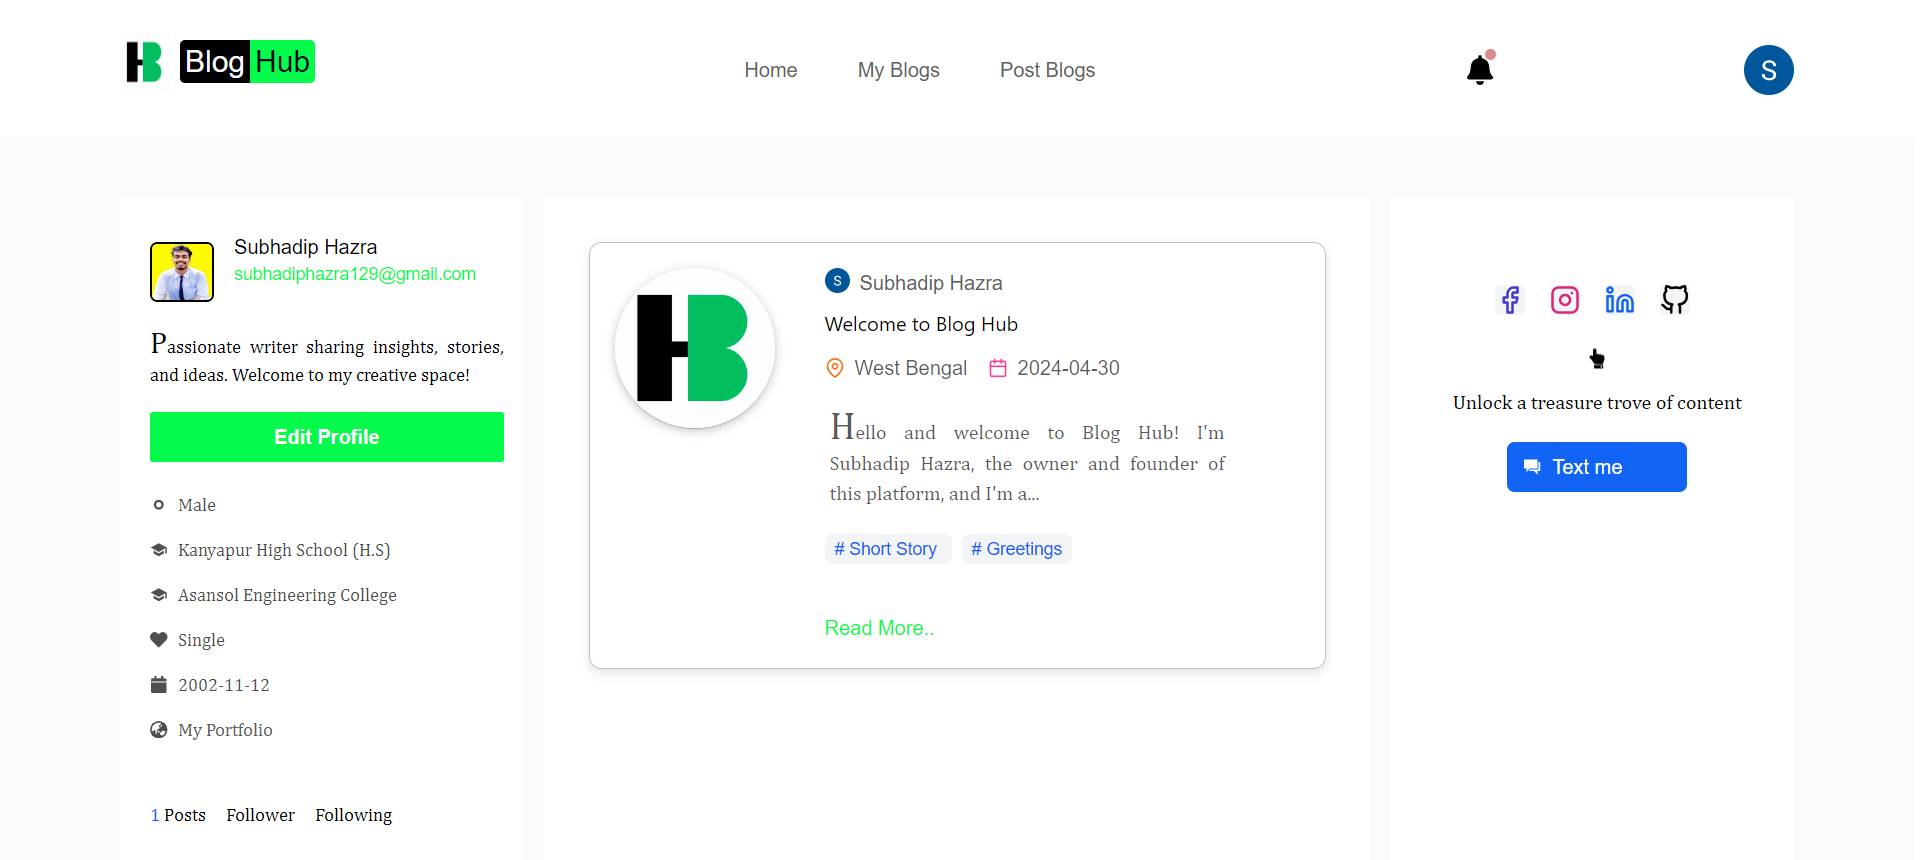 Blog Hub
Home
My Blogs
Post Blogs
S
Subhadip Hazra
subhadiphazra129@gmail.com
Passionate writer sharing insights, stories,
and ideas. Welcome to my creative space!
Edit Profile
Male
Kanyapur High School (H.S)
Asansol Engineering College
Single
2002-11-12
My Portfolio
1 Posts Follower Following
S Subhadip Hazra
Welcome to Blog Hub
West Bengal 2024-04-30
Hello and welcome to Blog Hub! I'm
Subhadip Hazra, the owner and founder of
this platform, and I'm a...
# Short Story # Greetings
Read More..
Unlock a treasure trove of content
Text me